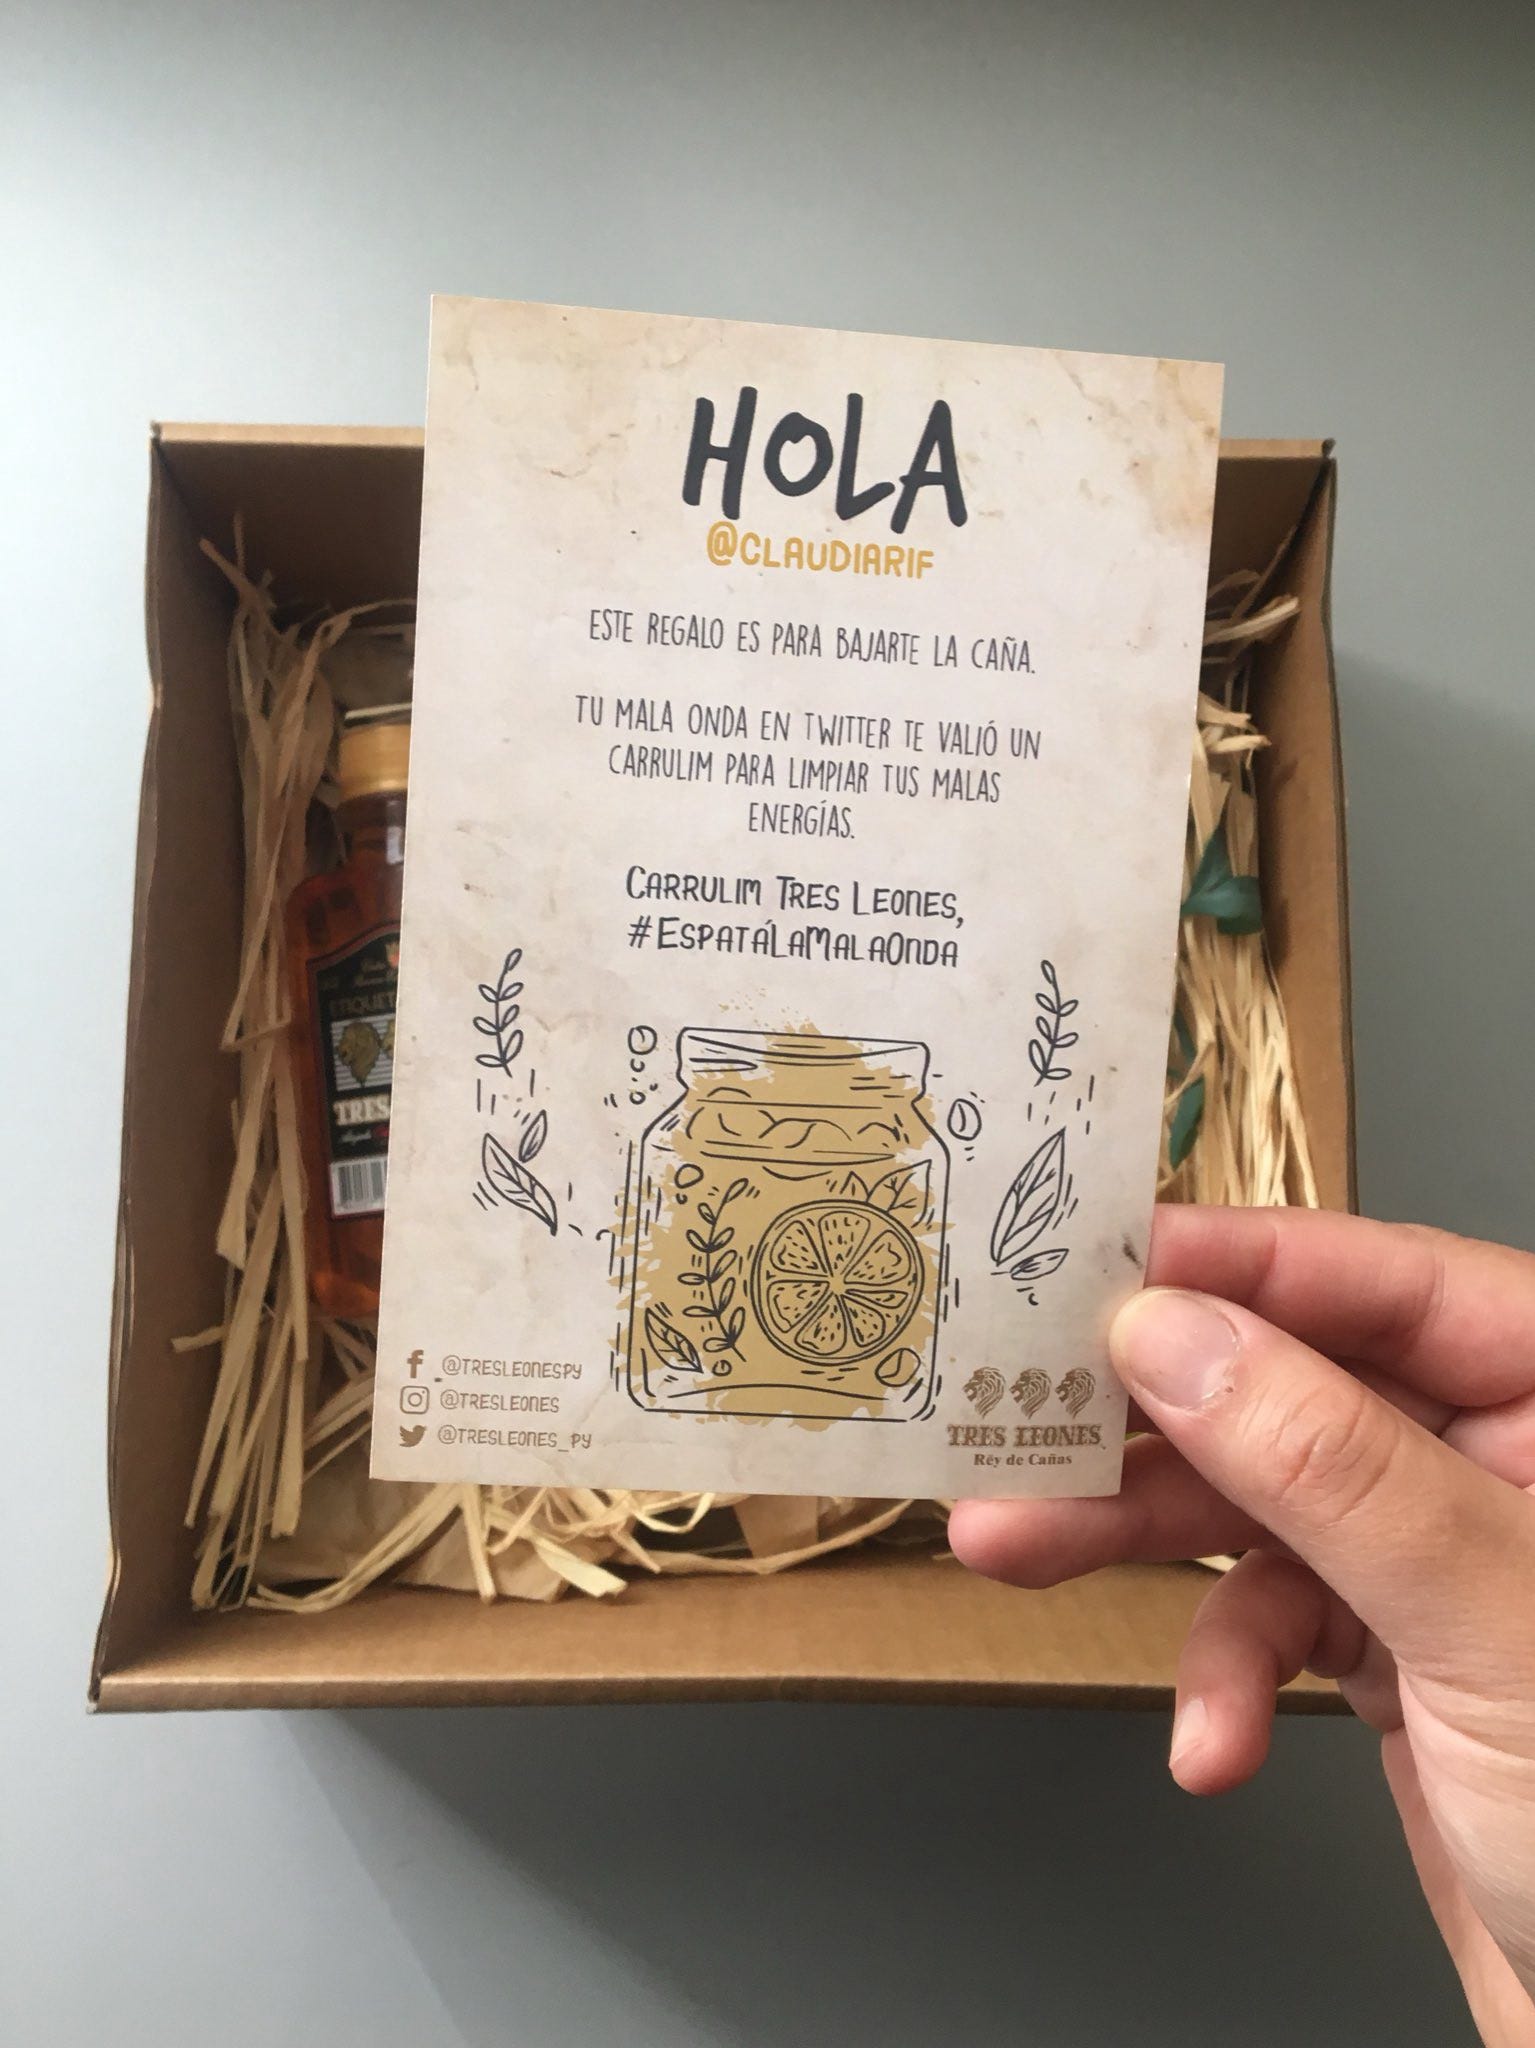 HOLA
@CLAUDIARIF
ESTE REGALO ES PARA BAJARTE LA CAÑA.
TU MALA ONDA EN TWITTER TE VALIÓ UN
CARRULIM PARA LIMPIAR TUS MALAS
ENERGÍAS.
CARRULIM TRES LEONES,
#ESPATÁLAMALAONDA
@TRESLEONESPY
@TRESLEONES
@TRESLEONES_PY
TRES LEONES
Rey de Cañas
TRES